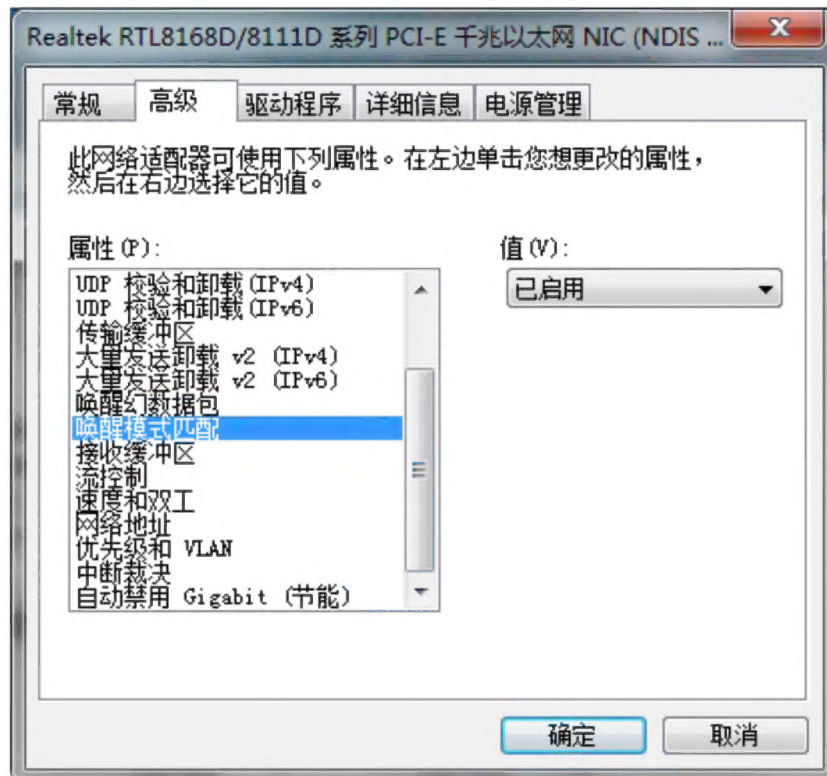 Realtek RTL8168D/8111D 系列 PCI-E 千兆以太网 NIC (NDIS ...
常规 高级 驱动程序 详细信息 电源管理
此网络适配器可使用下列属性。在左边单击您想更改的属性，
然后在右边选择它的值。
属性(P): 值(V):
已启用
UDP 校验和卸载(IPv4)
UDP 校验和卸载(IPv6)
传输缓冲区
大量发送卸载 v2 (IPv4)
大量发送卸载 v2 (IPv6)
唤醒幻数据包
唤醒模式匹配
接收缓冲区
流控制
速度和双工
网络地址
优先级和 VLAN
中断裁决
自动禁用 Gigabit (节能)
确定 取消